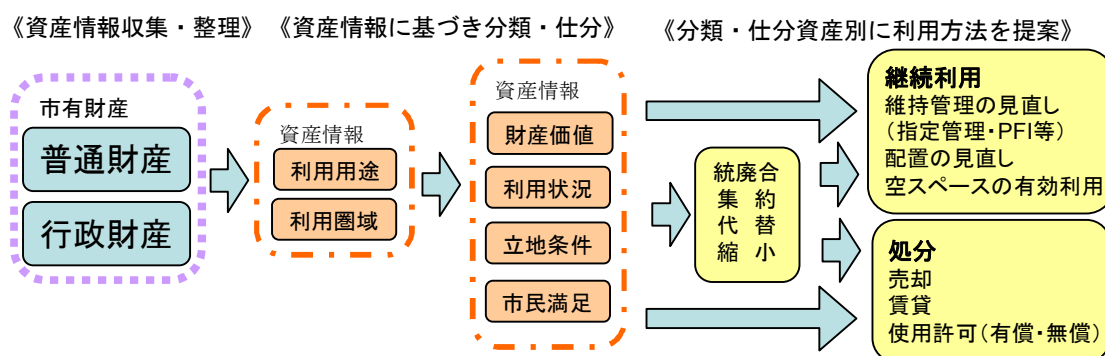 《資産情報収集・整理》
《資産情報に基づき分類・仕分》
《分類・仕分資産別に利用方法を提案》
市有財産
普通財産
行政財産
資産情報
利用用途
利用圏域
資産情報
財産価値
利用状況
立地条件
市民満足
統廃合
集　約
代　替
縮　小
継続利用
維持管理の見直し
（指定管理・PFI等）
配置の見直し
空スペースの有効利用
処分
売却
賃貸
使用許可（有償・無償）